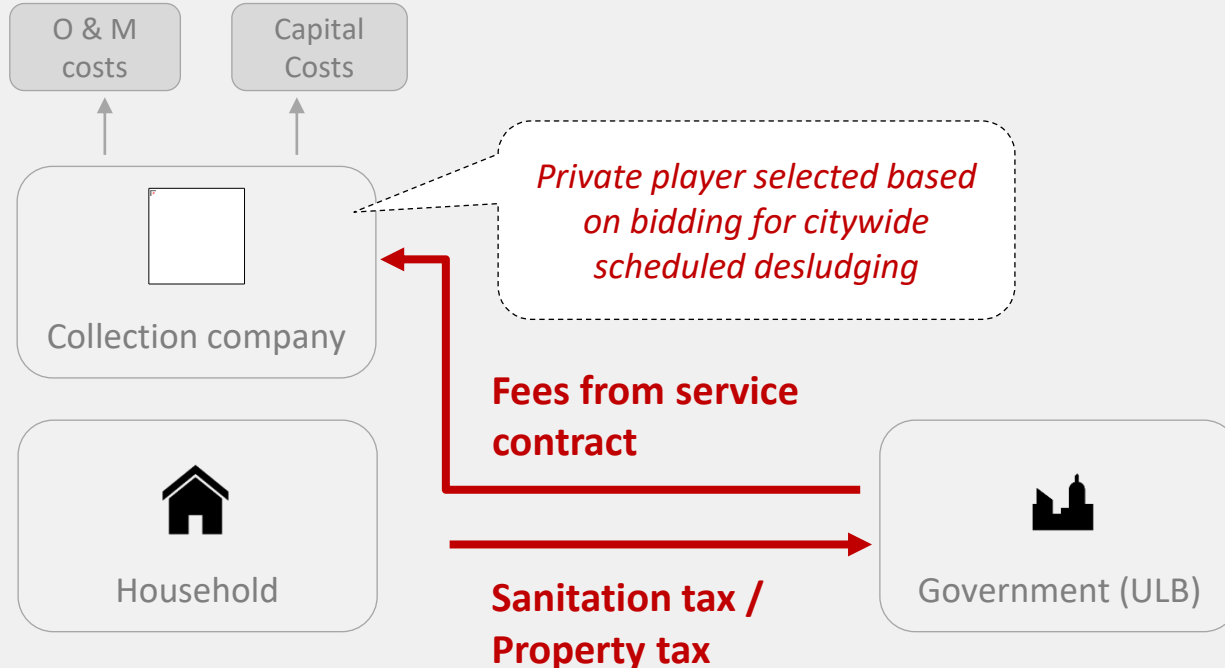 O & M
costs
Capital
Costs
Private player selected based
on bidding for citywide
scheduled desludging
Collection company
Fees from service
contract
Household
Government (ULB)
Sanitation tax /
Property tax